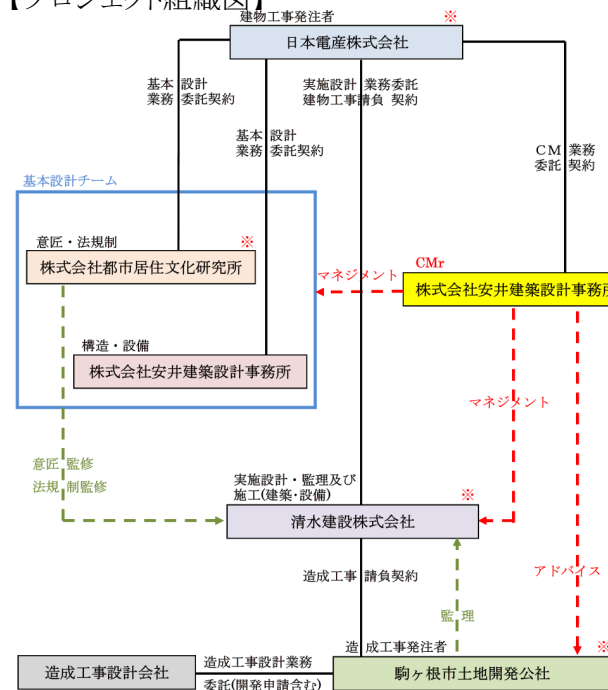 【プロジェクト組織図】
建物工事発注者
※
日本電産株式会社
基本 設計
業務 委託契約
実施設計 業務委託
建物工事請負 契約
基本 設計
業務 委託契約
CM 業務
委託 契約
基本設計チーム
意匠・法規制
※
株式会社都市居住文化研究所
マネジメント
CMr
株式会社安井建築設計事務所
構造・設備
株式会社安井建築設計事務所
マネジメント
意匠 監修
法規 制監修
実施設計・監理及び
施工(建築・設備)
※
清水建設株式会社
造成工事 請負契約
アドバイス
監 理
造 成工事発注者
※
造成工事設計会社
造成工事設計業務
委託(開発申請含む)
駒ヶ根市土地開発公社